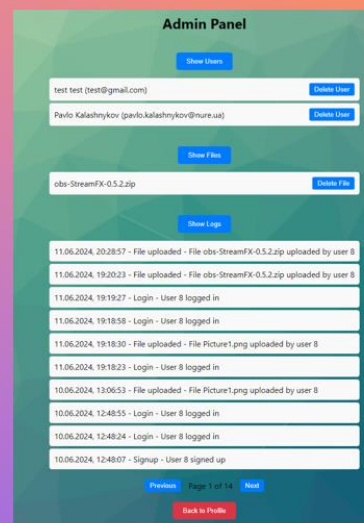 Admin Panel
Show Users
test test (test@gmail.com) Delete User
Pavlo Kalashnykov (pavlo.kalashnykov@nure.ua) Delete User
Show Files
obs-StreamFX-0.5.2.zip Delete File
Show Logs
11.06.2024, 20:28:57 - File uploaded - File obs-StreamFX-0.5.2.zip uploaded by user 8
11.06.2024, 19:20:23 - File uploaded - File obs-StreamFX-0.5.2.zip uploaded by user 8
11.06.2024, 19:19:27 - Login - User 8 logged in
11.06.2024, 19:18:58 - Login - User 8 logged in
11.06.2024, 19:18:30 - File uploaded - File Picture1.png uploaded by user 8
11.06.2024, 19:18:23 - Login - User 8 logged in
10.06.2024, 13:06:53 - File uploaded - File Picture1.png uploaded by user 8
10.06.2024, 12:48:55 - Login - User 8 logged in
10.06.2024, 12:48:24 - Login - User 8 logged in
10.06.2024, 12:48:07 - Signup - User 8 signed up
Previous Page 1 of 14 Next
Back to Profile